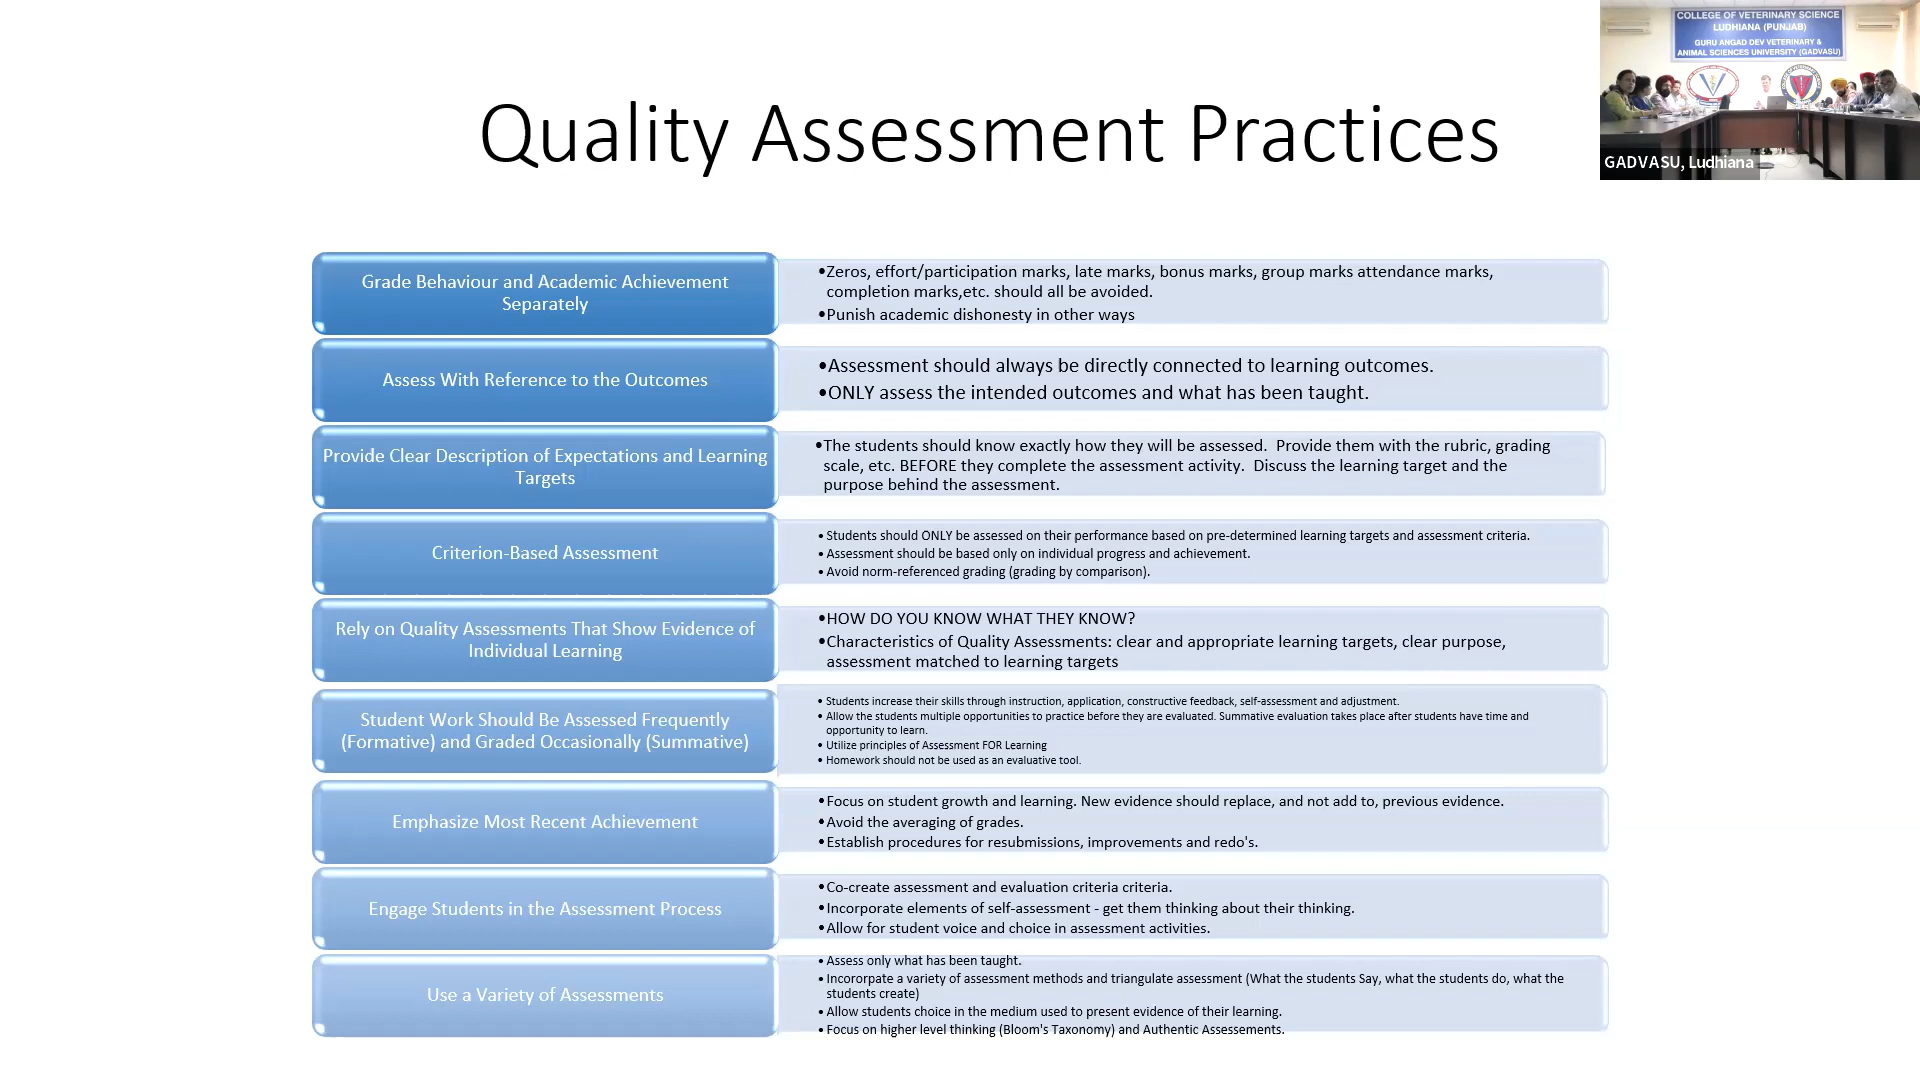 Quality Assessment Practices
COLLEGE OF VETERINARY SCIENCE
LUDHIANA (PUNJAB)
GURU ANGAD DEV VETERINARY &
ANIMAL SCIENCES UNIVERSITY (GADVASU)
GADVASU, Ludhiana
Grade Behaviour and Academic Achievement
Separately
•Zeros, effort/participation marks, late marks, bonus marks, group marks attendance marks,
completion marks,etc. should all be avoided.
•Punish academic dishonesty in other ways
Assess With Reference to the Outcomes
•Assessment should always be directly connected to learning outcomes.
•ONLY assess the intended outcomes and what has been taught.
Provide Clear Description of Expectations and Learning
Targets
•The students should know exactly how they will be assessed.  Provide them with the rubric, grading
scale, etc. BEFORE they complete the assessment activity.  Discuss the learning target and the
purpose behind the assessment.
Criterion-Based Assessment
• Students should ONLY be assessed on their performance based on pre-determined learning targets and assessment criteria.
• Assessment should be based only on individual progress and achievement.
• Avoid norm-referenced grading (grading by comparison).
Rely on Quality Assessments That Show Evidence of
Individual Learning
•HOW DO YOU KNOW WHAT THEY KNOW?
•Characteristics of Quality Assessments: clear and appropriate learning targets, clear purpose,
assessment matched to learning targets
Student Work Should Be Assessed Frequently
(Formative) and Graded Occasionally (Summative)
• Students increase their skills through instruction, application, constructive feedback, self-assessment and adjustment.
• Allow the students multiple opportunities to practice before they are evaluated. Summative evaluation takes place after students have time and
opportunity to learn.
• Utilize principles of Assessment FOR Learning
• Homework should not be used as an evaluative tool.
Emphasize Most Recent Achievement
•Focus on student growth and learning. New evidence should replace, and not add to, previous evidence.
•Avoid the averaging of grades.
•Establish procedures for resubmissions, improvements and redo's.
Engage Students in the Assessment Process
•Co-create assessment and evaluation criteria criteria.
•Incorporate elements of self-assessment - get them thinking about their thinking.
•Allow for student voice and choice in assessment activities.
Use a Variety of Assessments
• Assess only what has been taught.
• Incororpate a variety of assessment methods and triangulate assessment (What the students Say, what the students do, what the
students create)
• Allow students choice in the medium used to present evidence of their learning.
• Focus on higher level thinking (Bloom's Taxonomy) and Authentic Assessements.